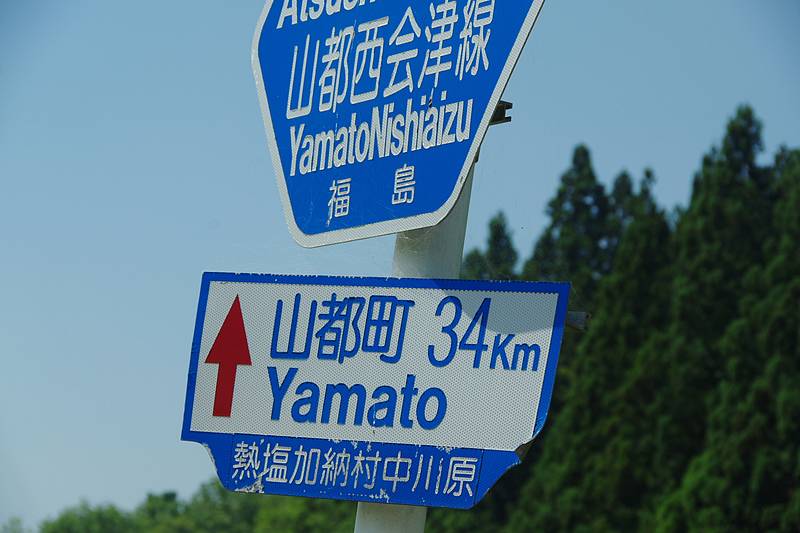 山都西会津線
YamatoNishiaizu
福島
山都町 34Km
Yamato
熱塩加納村中川原